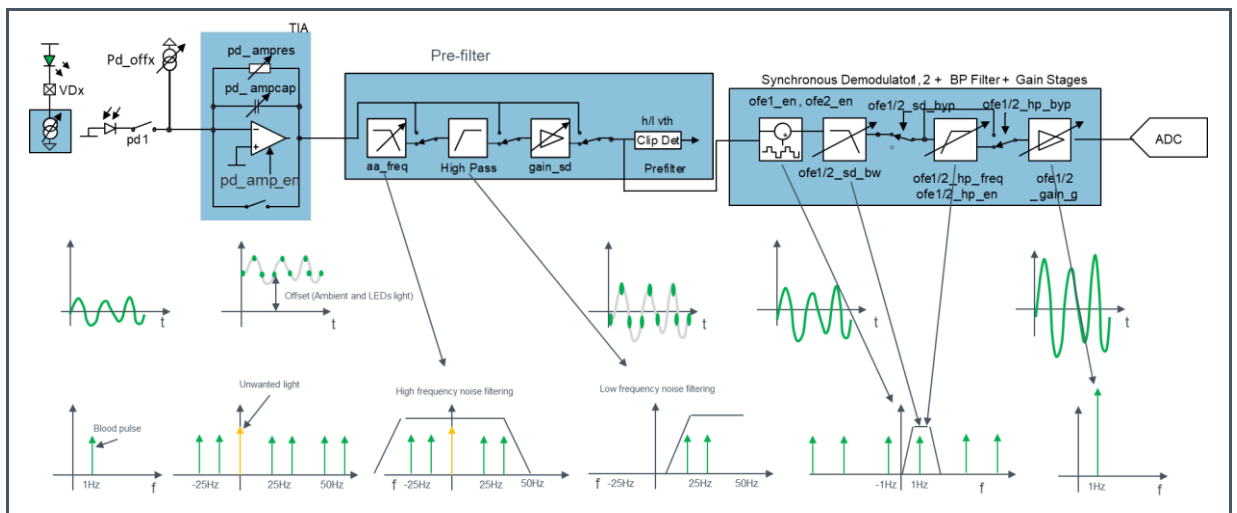 TIA
pd_ampres
pd_ampcap
Pd_offx
VDx
pd1
pd_amp_en
Pre-filter
aa_freq
High Pass
gain_sd
h/l vth
Clip Det
Prefilter
Synchronous Demodulatof1, 2 + BP Filter + Gain Stages
ofe1_en , ofe2_en
ofe1/2_sd_byp
ofe1/2_hp_byp
ofe1/2_sd_bw
ofe1/2_hp_freq
ofe1/2_hp_en
ofe1/2
_gain_g
ADC
t
Offset (Ambient and LEDs light)
t
t
t
t
Blood pulse
1Hz
f
Unwanted light
-25Hz
25Hz
50Hz
f
High frequency noise filtering
-25Hz
25Hz
50Hz
f
Low frequency noise filtering
f
-25Hz
25Hz
50Hz
-1Hz
1Hz
f
1Hz
f